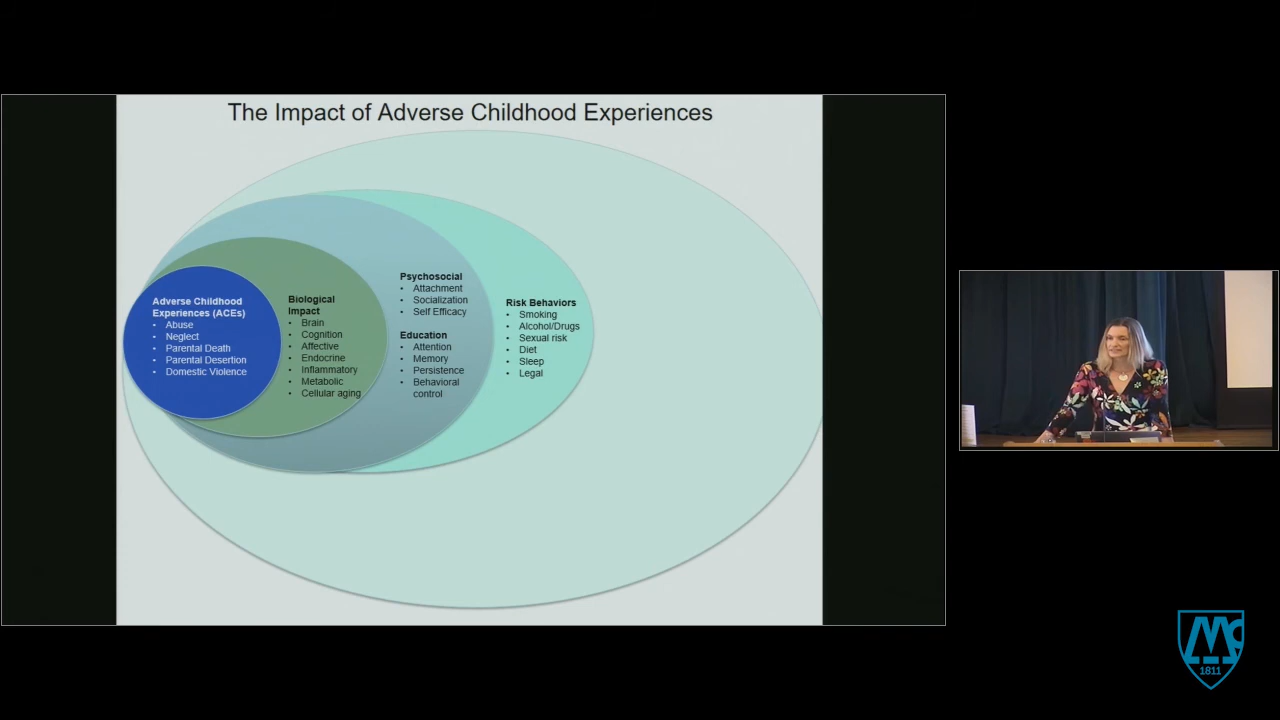 The Impact of Adverse Childhood Experiences
Adverse Childhood
Experiences (ACEs)
• Abuse
• Neglect
• Parental Death
• Parental Desertion
• Domestic Violence
Biological
Impact
• Brain
• Cognition
• Affective
• Endocrine
• Inflammatory
• Metabolic
• Cellular aging
Psychosocial
• Attachment
• Socialization
• Self Efficacy
Education
• Attention
• Memory
• Persistence
• Behavioral
control
Risk Behaviors
• Smoking
• Alcohol/Drugs
• Sexual risk
• Diet
• Sleep
• Legal
Mc
1811